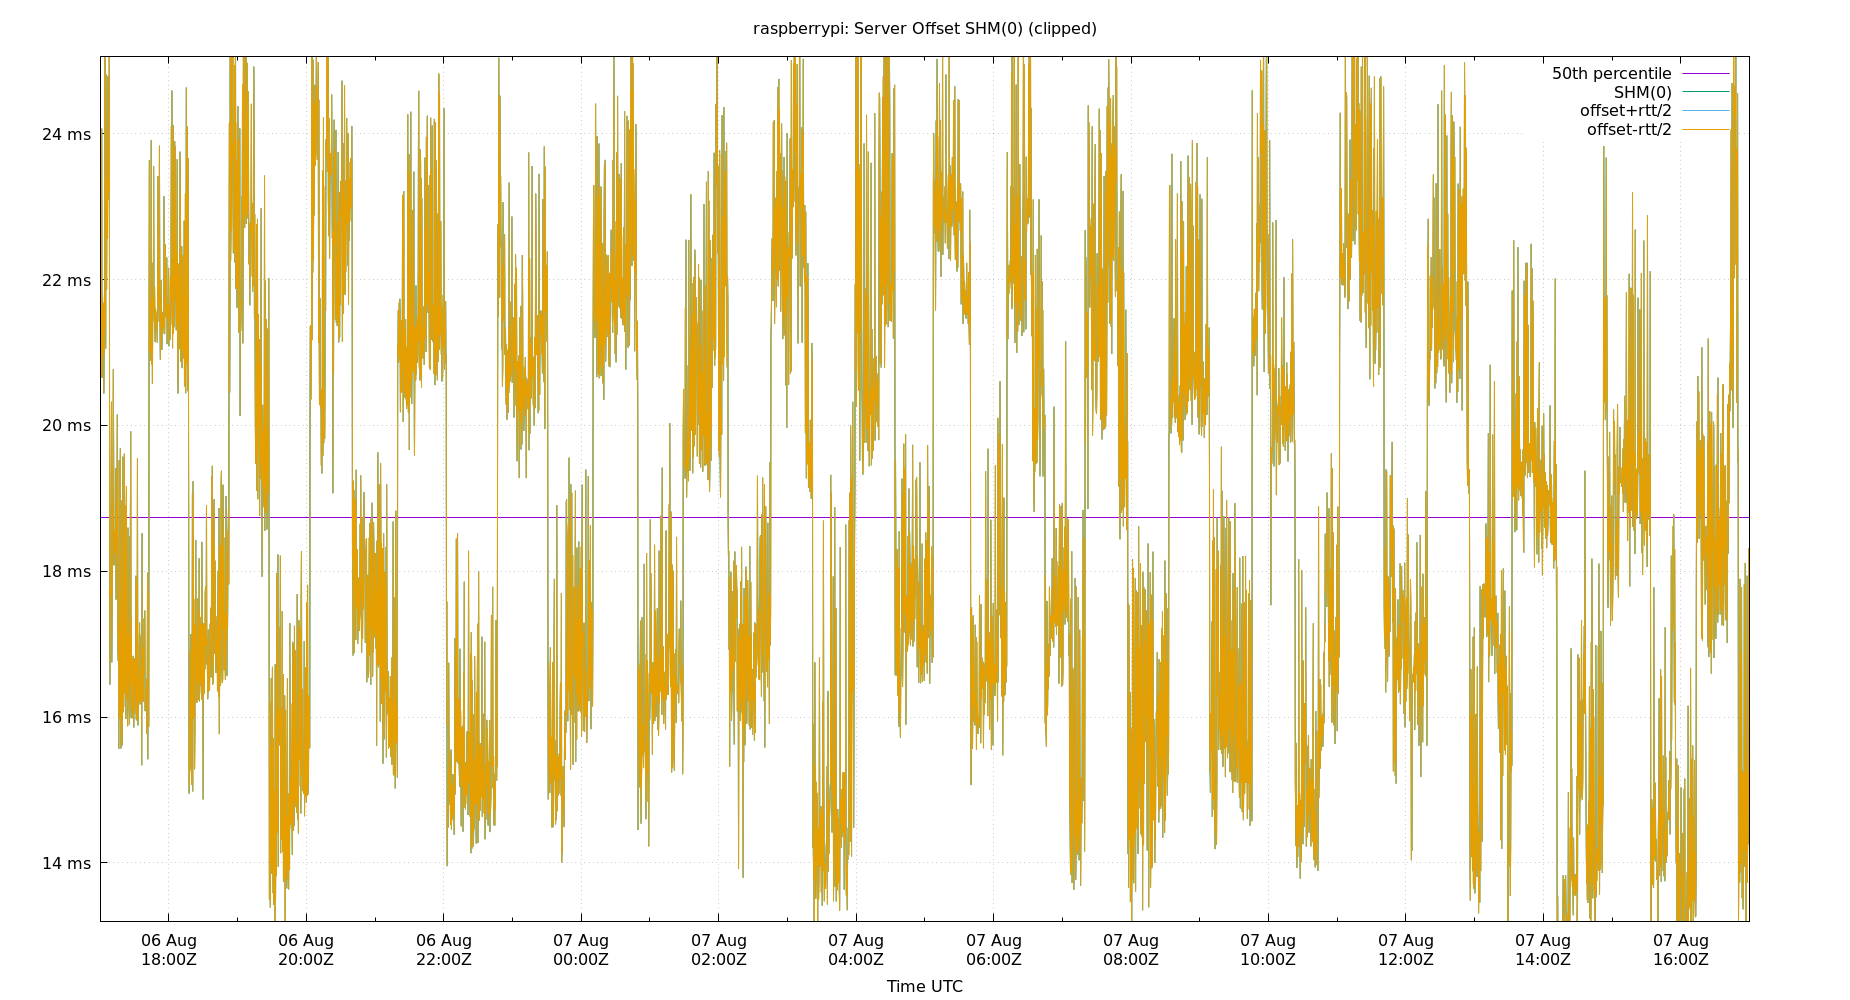 raspberrypi: Server Offset SHM(0) (clipped)
50th percentile
SHM(0)
offset+rtt/2
offset-rtt/2
24 ms
22 ms
20 ms
18 ms
16 ms
14 ms
06 Aug 06 Aug 06 Aug 07 Aug 07 Aug 07 Aug 07 Aug 07 Aug 07 Aug 07 Aug 07 Aug 07 Aug
18:00Z 20:00Z 22:00Z 00:00Z 02:00Z 04:00Z 06:00Z 08:00Z 10:00Z 12:00Z 14:00Z 16:00Z
Time UTC